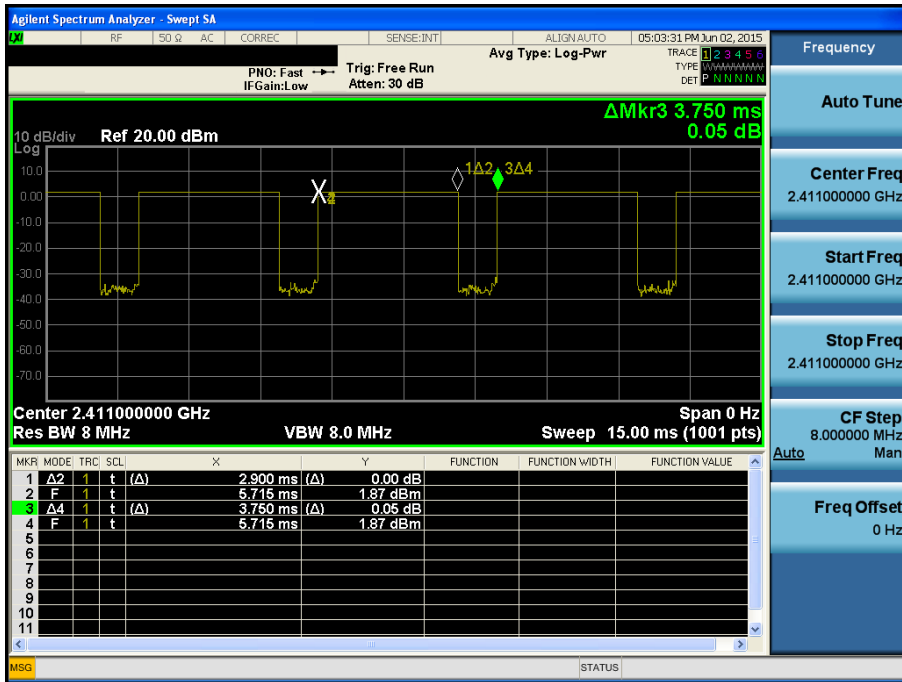 Agilent Spectrum Analyzer - Swept SA
LXI RF 50 Ω AC CORREC SENSE:INT ALIGN AUTO 05:03:31 PM Jun 02, 2015
Avg Type: Log-Pwr TRACE 1 2 3 4 5 6
PNO: Fast Trig: Free Run TYPE WWWWWW
IFGain:Low Atten: 30 dB DET P N N N N N
ΔMkr3 3.750 ms
10 dB/div Ref 20.00 dBm 0.05 dB
Log
10.0
1Δ2 3Δ4
0.00
X
-10.0
-20.0
-30.0
-40.0
-50.0
-60.0
-70.0
Center 2.411000000 GHz Span 0 Hz
Res BW 8 MHz VBW 8.0 MHz Sweep 15.00 ms (1001 pts)
MKR MODE TRC SCL X Y FUNCTION FUNCTION WIDTH FUNCTION VALUE
1 Δ2 1 t (Δ) 2.900 ms (Δ) 0.00 dB
2 F 1 t 5.715 ms 1.87 dBm
3 Δ4 1 t (Δ) 3.750 ms (Δ) 0.05 dB
4 F 1 t 5.715 ms 1.87 dBm
5
6
7
8
9
10
11
MSG STATUS
Frequency
Auto Tune
Center Freq
2.411000000 GHz
Start Freq
2.411000000 GHz
Stop Freq
2.411000000 GHz
CF Step
8.000000 MHz
Auto Man
Freq Offset
0 Hz